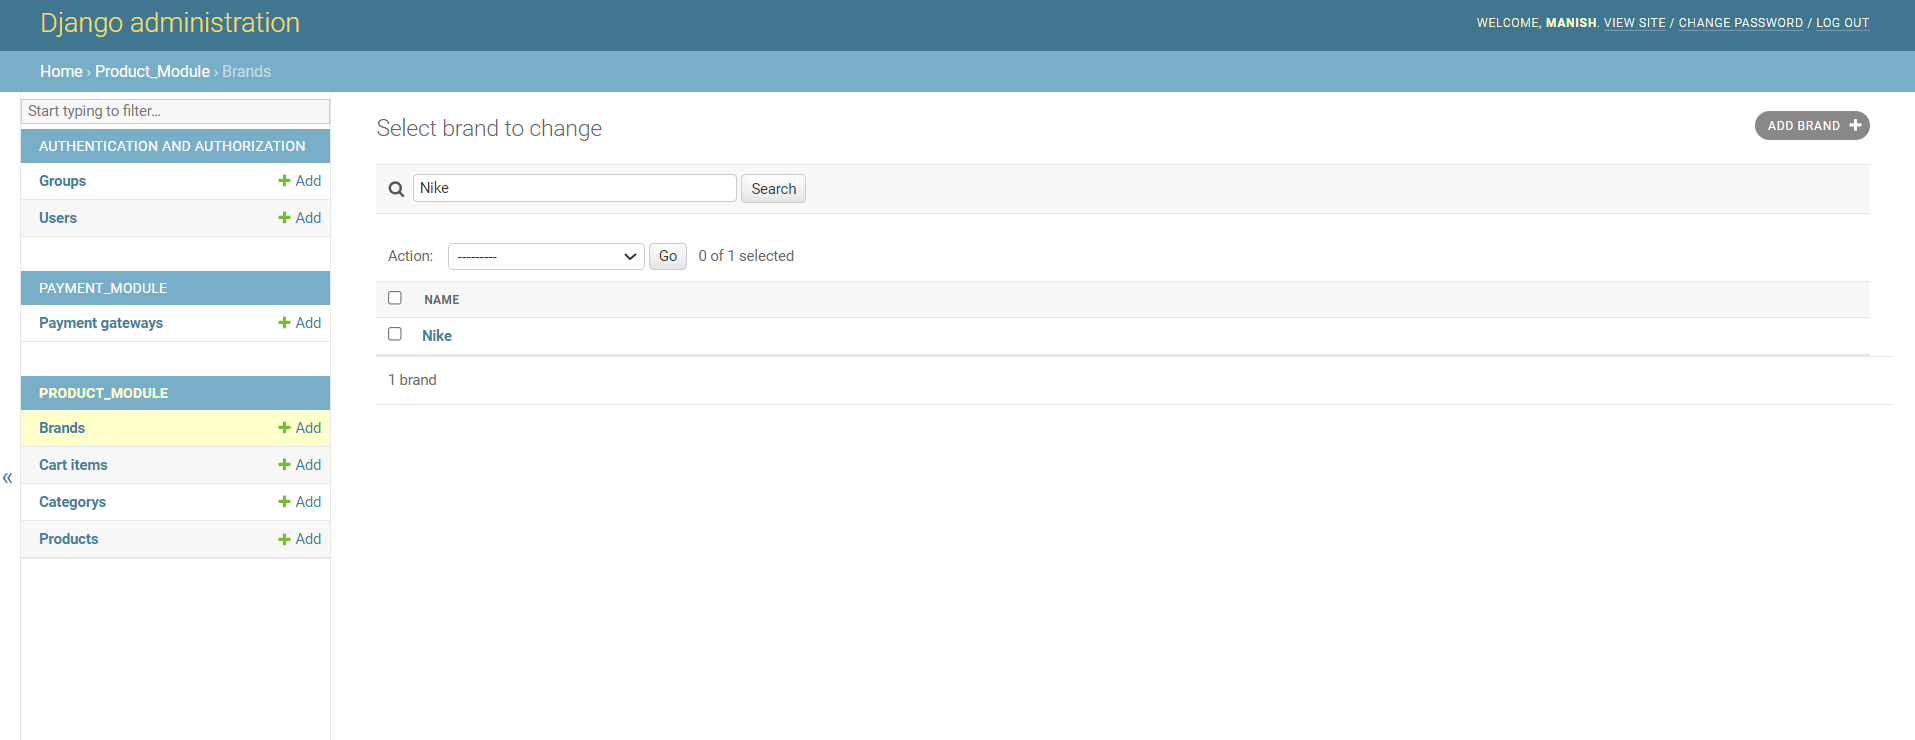 Django administration
WELCOME, MANISH. VIEW SITE / CHANGE PASSWORD / LOG OUT
Home › Product_Module › Brands
Start typing to filter...
AUTHENTICATION AND AUTHORIZATION
Groups + Add
Users + Add
PAYMENT_MODULE
Payment gateways + Add
PRODUCT_MODULE
Brands + Add
Cart items + Add
Categorys + Add
Products + Add
«
Select brand to change
ADD BRAND +
Nike Search
Action: --------- Go 0 of 1 selected
NAME
Nike
1 brand